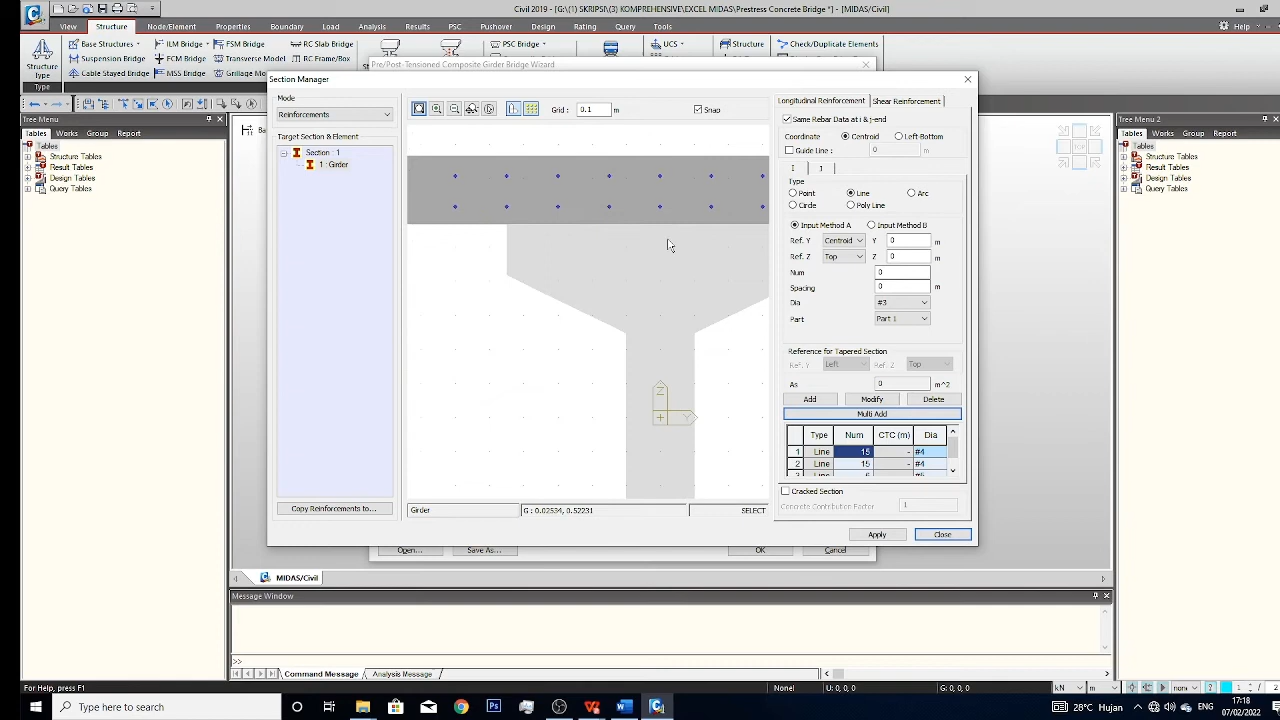 Civil 2019 - [G:\(1) SKRIPSI\(3) KOMPREHENSIVE\EXCEL MIDAS\Prestress Concrete Bridge *] - [MIDAS/Civil]
View Structure Node/Element Properties Boundary Load Analysis Results PSC Pushover Design Rating Query Tools Help
Base Structures ILM Bridge FSM Bridge RC Slab Bridge PSC Bridge UCS Structure Check/Duplicate Elements
Suspension Bridge FCM Bridge Transverse Model RC Frame/Box
Structure Type Cable Stayed Bridge MSS Bridge Grillage
Type
Pre/Post-Tensioned Composite Girder Bridge Wizard
Section Manager
Tree Menu
Tables Works Group Report
Tables
Structure Tables
Result Tables
Query Tables
Mode
Reinforcements
Target Section & Element
Section : 1
1 : Girder
Copy Reinforcements to...
Grid : 0.1 m Snap
Z
Y
Girder G : 0.02534, 0.52231 SELECT
Longitudinal Reinforcement Shear Reinforcement
Same Rebar Data at i & j-end
Coordinate Centroid Left-Bottom
Guide Line : 0 m
I J
Type
Point Line Arc
Circle Poly Line
Input Method A Input Method B
Ref. Y Centroid Y 0 m
Ref. Z Top Z 0 m
Num 0
Spacing 0 m
Dia #3
Part Part 1
Reference for Tapered Section
Ref. Y Left Ref. Z Top
As 0 m^2
Add Modify Delete
Multi Add
Type Num CTC (m) Dia
1 Line 15 - #4
2 Line 15 - #4
Cracked Section
Concrete Contribution Factor 1
Apply Close
Open... Save As... OK Cancel
Tree Menu 2
Tables Works Group Report
Tables
Structure Tables
Result Tables
Query Tables
MIDAS/Civil
Message Window
>>
Command Message Analysis Message
For Help, press F1 None! U: 0, 0, 0 G: 0, 0, 0 kN m none ? 1 / 2
Type here to search
28°C Hujan
17:18
07/02/2022